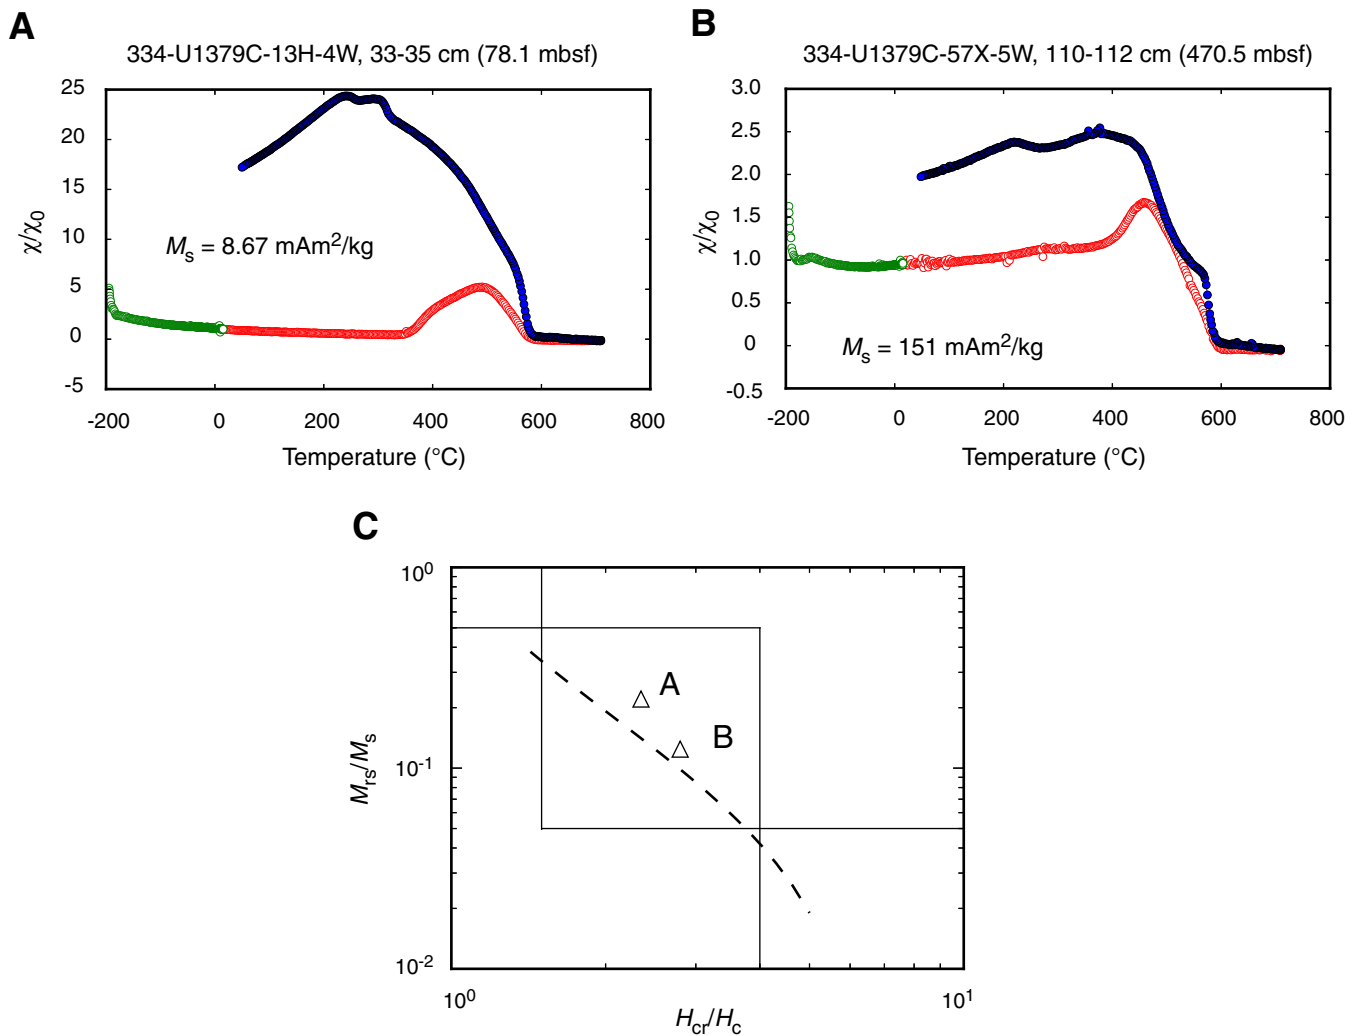 A
334-U1379C-13H-4W, 33-35 cm (78.1 mbsf)
25
20
15
10
5
0
-5
χ/χ₀
Mₛ = 8.67 mAm²/kg
-200 0 200 400 600 800
Temperature (°C)
B
334-U1379C-57X-5W, 110-112 cm (470.5 mbsf)
3.0
2.5
2.0
1.5
1.0
0.5
0
-0.5
χ/χ₀
Mₛ = 151 mAm²/kg
-200 0 200 400 600 800
Temperature (°C)
C
10⁰
10⁻¹
10⁻²
Mᵣₛ/Mₛ
A
B
10⁰ 10¹
H_cr/H_c